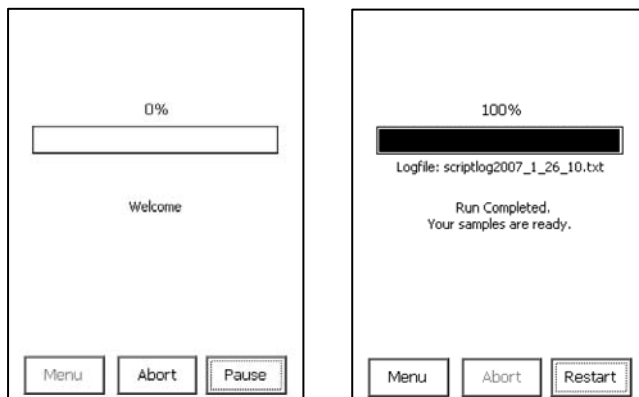 0%
Welcome
Menu Abort Pause
100%
Logfile: scriptlog2007_1_26_10.txt
Run Completed.
Your samples are ready.
Menu Abort Restart